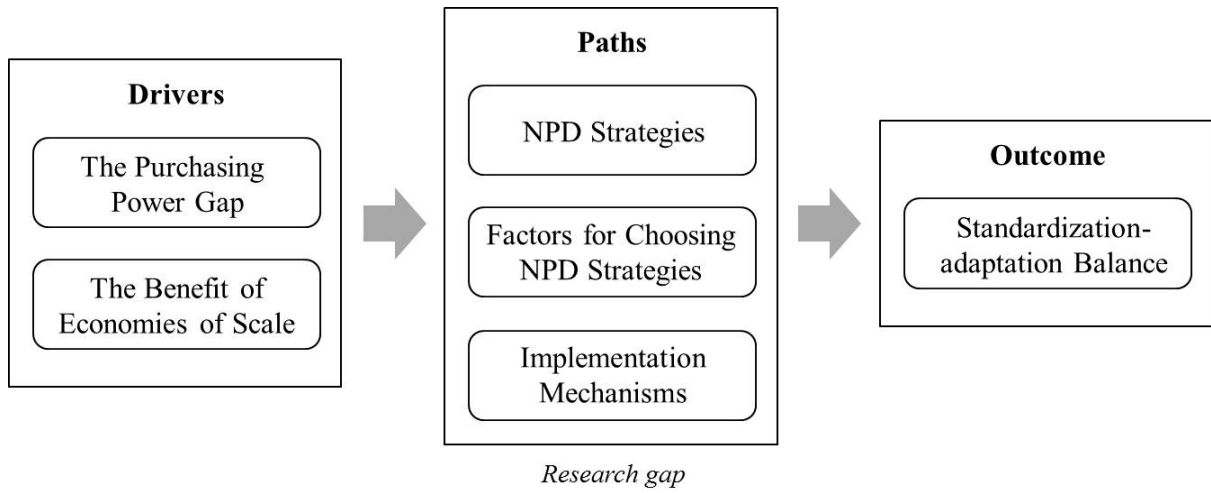 Drivers
The Purchasing
Power Gap
The Benefit of
Economies of Scale
Paths
NPD Strategies
Factors for Choosing
NPD Strategies
Implementation
Mechanisms
Research gap
Outcome
Standardization-
adaptation Balance